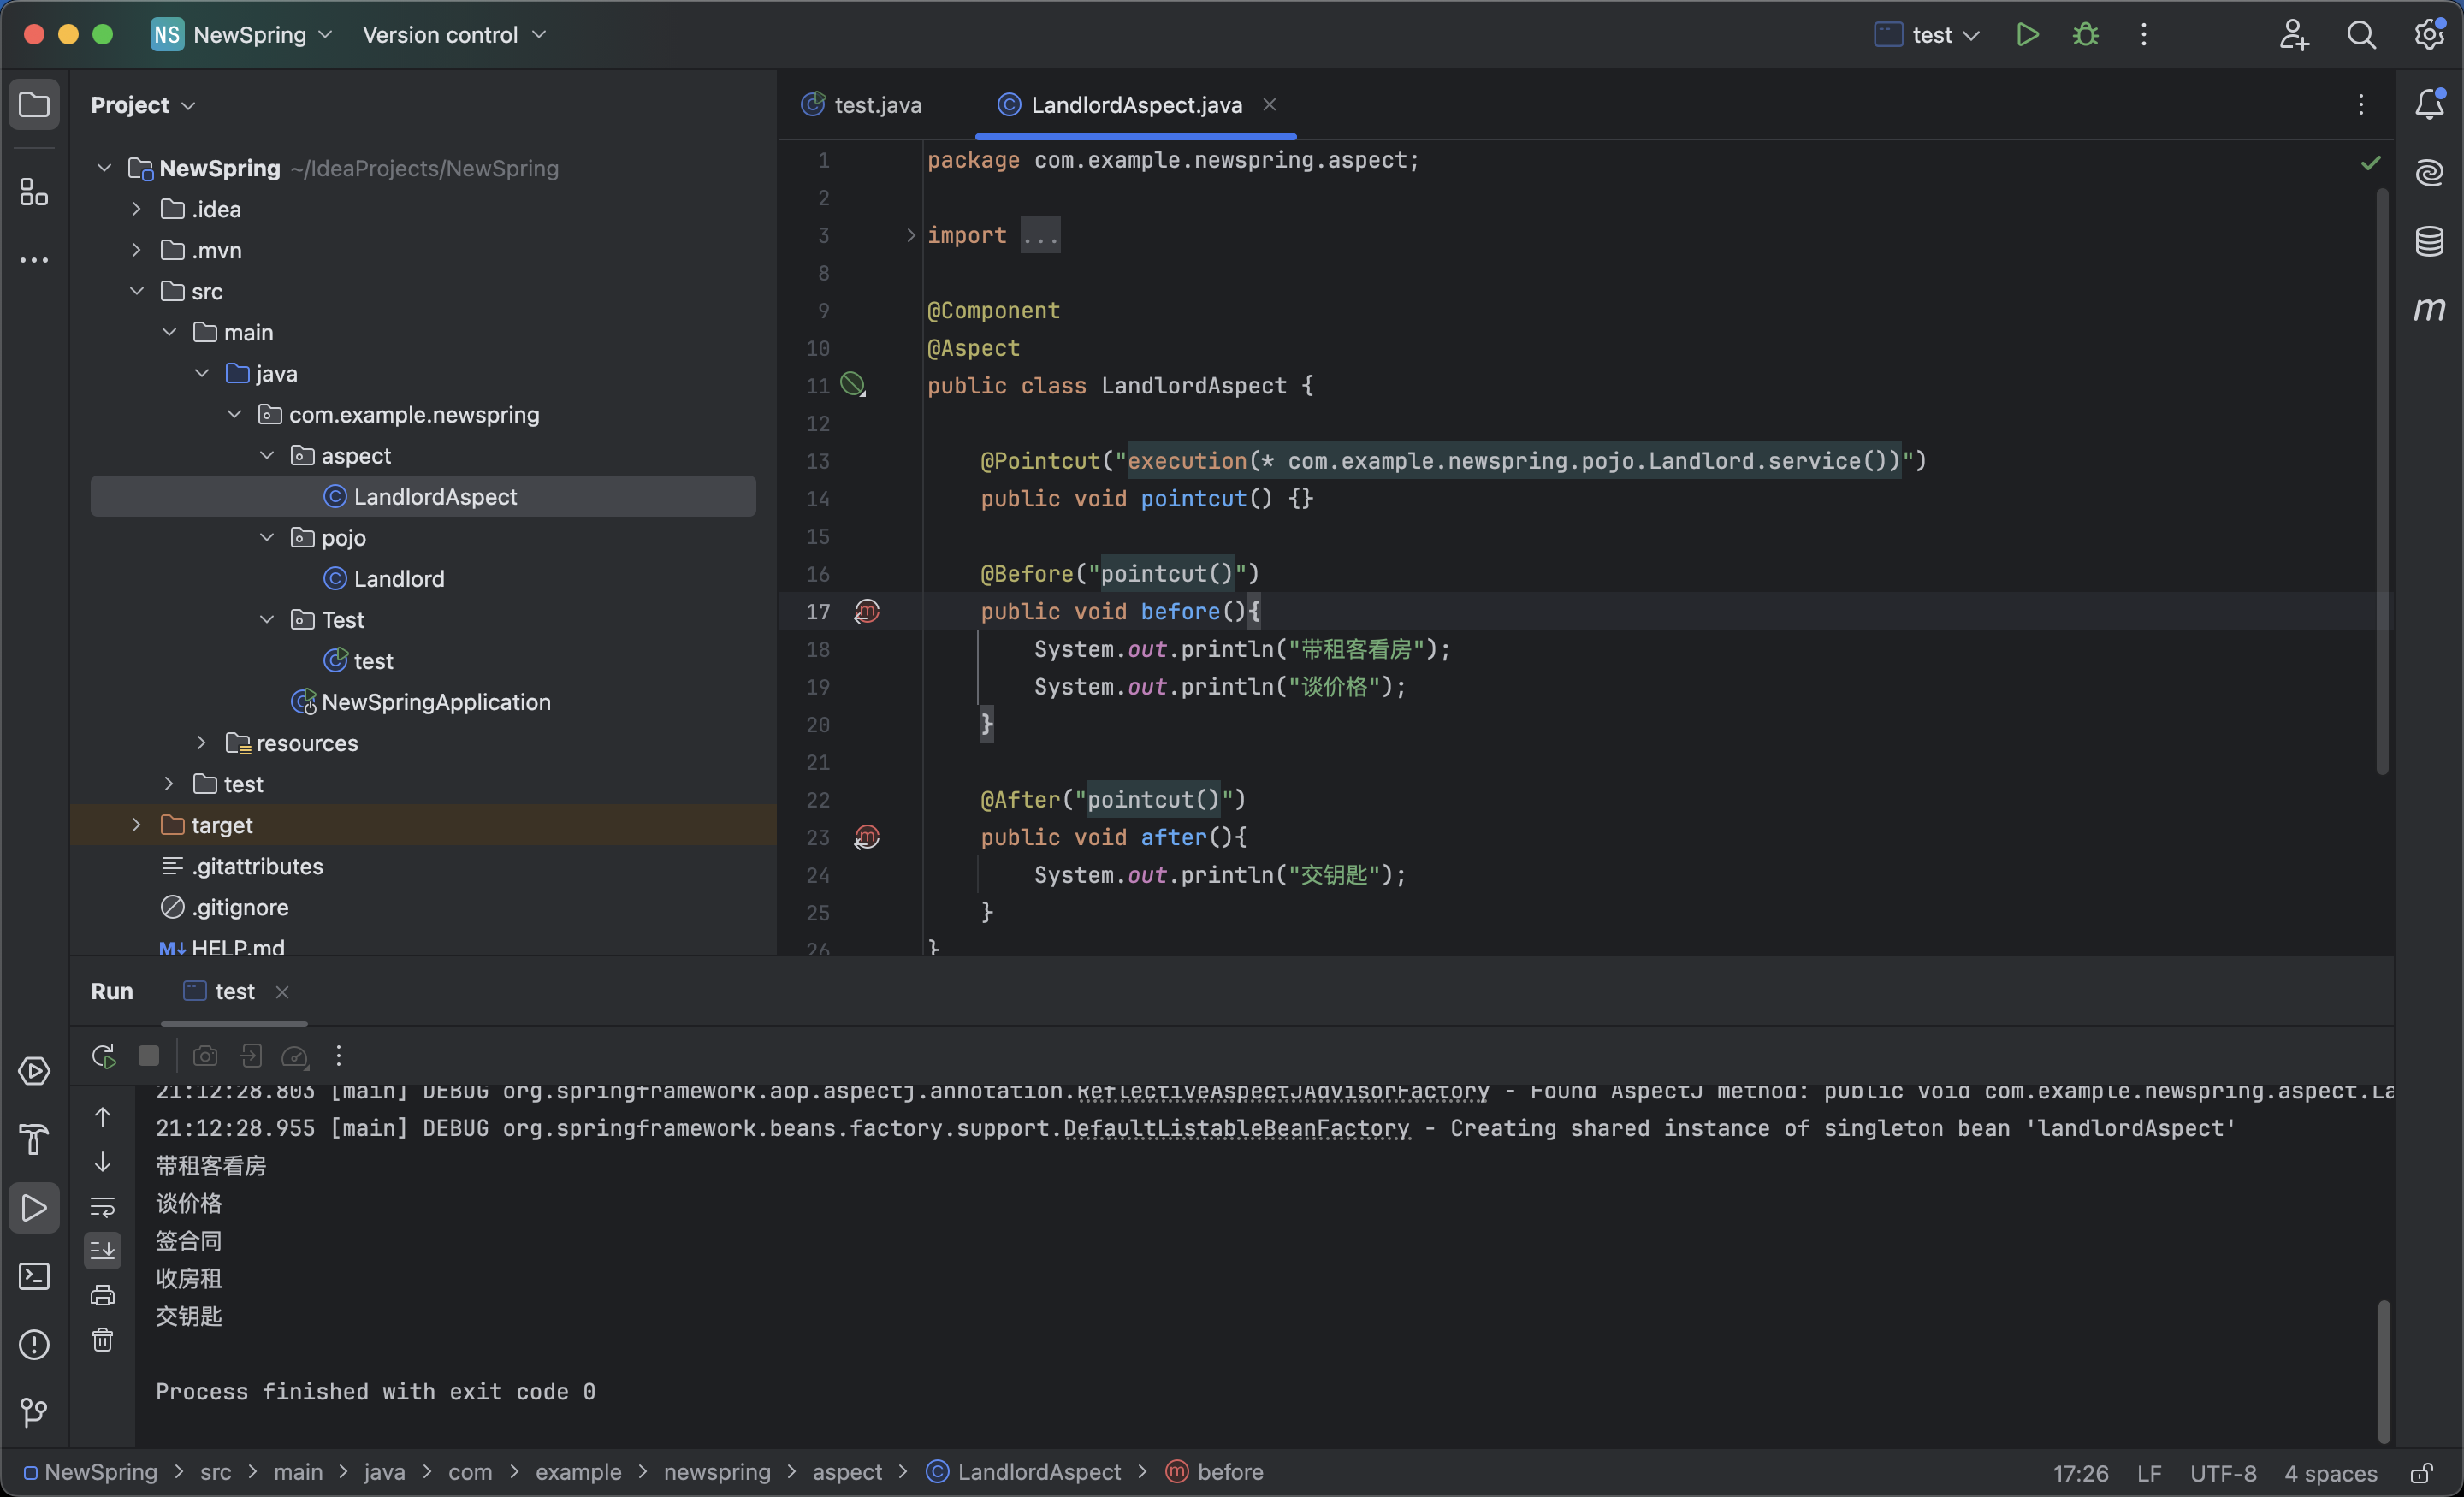 NS NewSpring Version control test
Project
NewSpring ~/IdeaProjects/NewSpring
.idea
.mvn
src
main
java
com.example.newspring
aspect
LandlordAspect
pojo
Landlord
Test
test
NewSpringApplication
resources
test
target
.gitattributes
.gitignore
M↓ HELP.md
test.java LandlordAspect.java
1 package com.example.newspring.aspect;
2
3 import ...
8
9 @Component
10 @Aspect
11 public class LandlordAspect {
12
13 @Pointcut("execution(* com.example.newspring.pojo.Landlord.service())")
14 public void pointcut() {}
15
16 @Before("pointcut()")
17 public void before(){
18 System.out.println("带租客看房");
19 System.out.println("谈价格");
20 }
21
22 @After("pointcut()")
23 public void after(){
24 System.out.println("交钥匙");
25 }
26 }
Run test
21:12:28.803 [main] DEBUG org.springframework.aop.aspectj.annotation.ReflectiveAspectJAdvisorFactory - Found AspectJ method: public void com.example.newspring.aspect.La
21:12:28.955 [main] DEBUG org.springframework.beans.factory.support.DefaultListableBeanFactory - Creating shared instance of singleton bean 'landlordAspect'
带租客看房
谈价格
签合同
收房租
交钥匙
Process finished with exit code 0
NewSpring > src > main > java > com > example > newspring > aspect > LandlordAspect > before 17:26 LF UTF-8 4 spaces